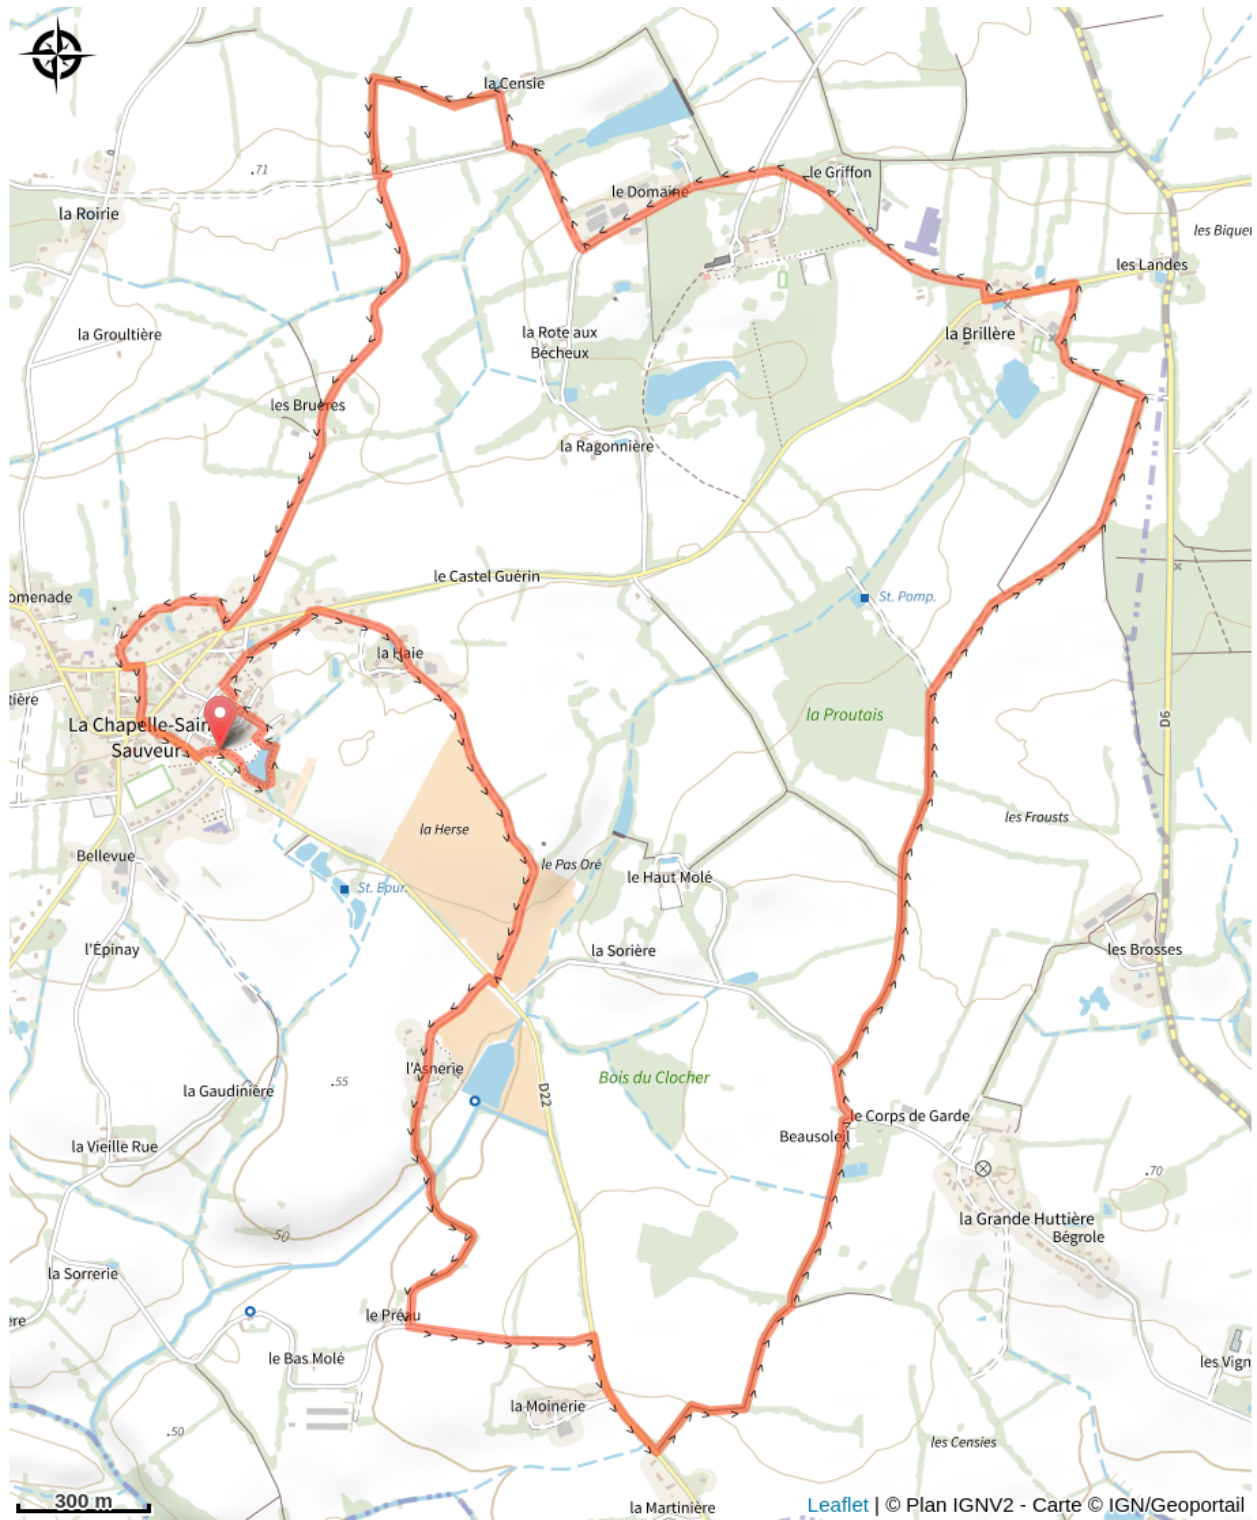 la Censie
.71
le Griffon
le Domaine
la Roirie
les Biquet
les Landes
la Groultière
la Rote aux
Bécheux
la Brillère
les Bruères
la Ragonnière
le Castel Guérin
omenade
St. Pomp.
la Haie
tière
La Chapelle-Sain
Sauveur
la Proutais
D6
la Herse
les Frousts
Bellevue
le Pas Oré
le Haut Molé
St. Epur.
l'Épinay
la Sorière
les Brosses
l'Asnerie
Bois du Clocher
.55
la Gaudinière
D22
le Corps de Garde
Beausoleil
la Vieille Rue
.70
la Grande Huttière
50
Bégrole
la Sorrerie
ère
le Préau
le Bas Molé
les Vign
la Moinerie
.50
les Censies
300 m
la Martinière
Leaflet | © Plan IGNV2 - Carte © IGN/Geoportail